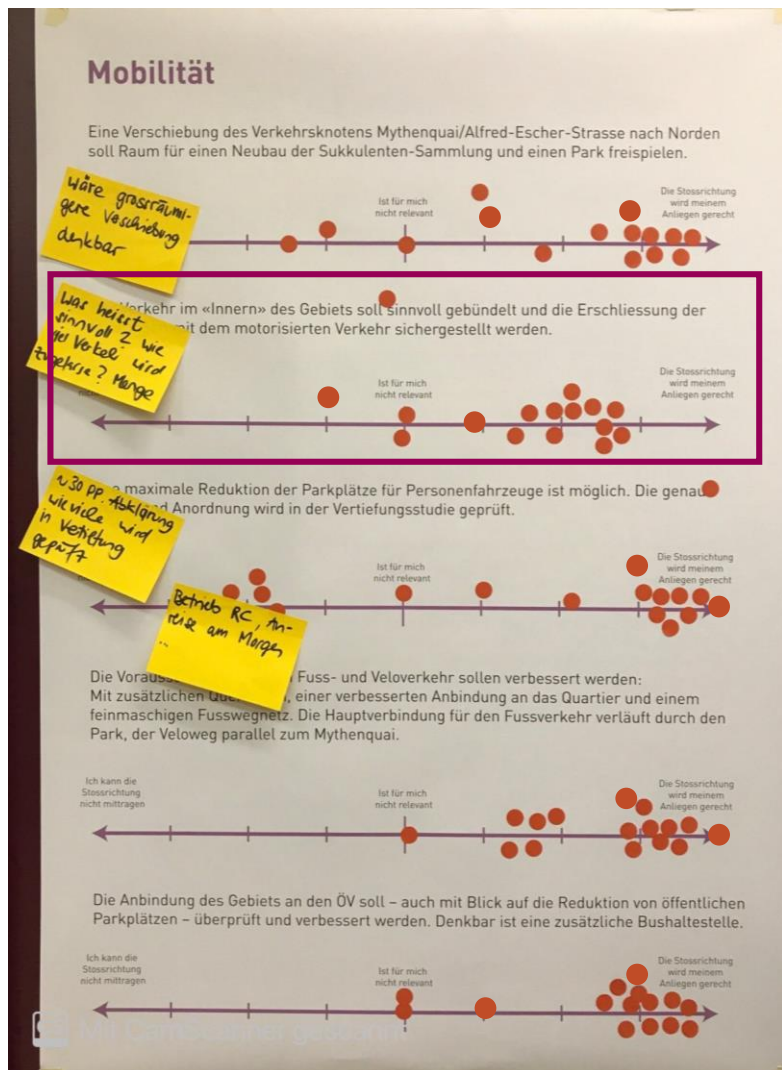 Mobilität
Eine Verschiebung des Verkehrsknotens Mythenquai/Alfred-Escher-Strasse nach Norden
soll Raum für einen Neubau der Sukkulenten-Sammlung und einen Park freispielen.
Wäre grossräumi-
gere Verschiebung
denkbar
Ist für mich
nicht relevant
Die Stossrichtung
wird meinem
Anliegen gerecht
Verkehr im «Innern» des Gebiets soll sinnvoll gebündelt und die Erschliessung der
mit dem motorisierten Verkehr sichergestellt werden.
Was heisst
sinnvoll? wie
viel Verkehr wird
Menge
Ist für mich
nicht relevant
Die Stossrichtung
wird meinem
Anliegen gerecht
maximale Reduktion der Parkplätze für Personenfahrzeuge ist möglich. Die genaue
Anordnung wird in der Vertiefungsstudie geprüft.
~30 PP. Abklärung
wieviele wird
in Vertiefung
geprüft
Ist für mich
nicht relevant
Die Stossrichtung
wird meinem
Anliegen gerecht
Betrieb RC, An-
reise am Morgen
...
Die Fuss- und Veloverkehr sollen verbessert werden:
Mit zusätzlichen einer verbesserten Anbindung an das Quartier und einem
feinmaschigen Fusswegnetz. Die Hauptverbindung für den Fussverkehr verläuft durch den
Park, der Veloweg parallel zum Mythenquai.
Ich kann die
Stossrichtung
nicht mittragen
Ist für mich
nicht relevant
Die Stossrichtung
wird meinem
Anliegen gerecht
Die Anbindung des Gebiets an den ÖV soll – auch mit Blick auf die Reduktion von öffentlichen
Parkplätzen – überprüft und verbessert werden. Denkbar ist eine zusätzliche Bushaltestelle.
Ich kann die
Stossrichtung
nicht mittragen
Ist für mich
nicht relevant
Die Stossrichtung
wird meinem
Anliegen gerecht
CS Mit CamScanner gescannt